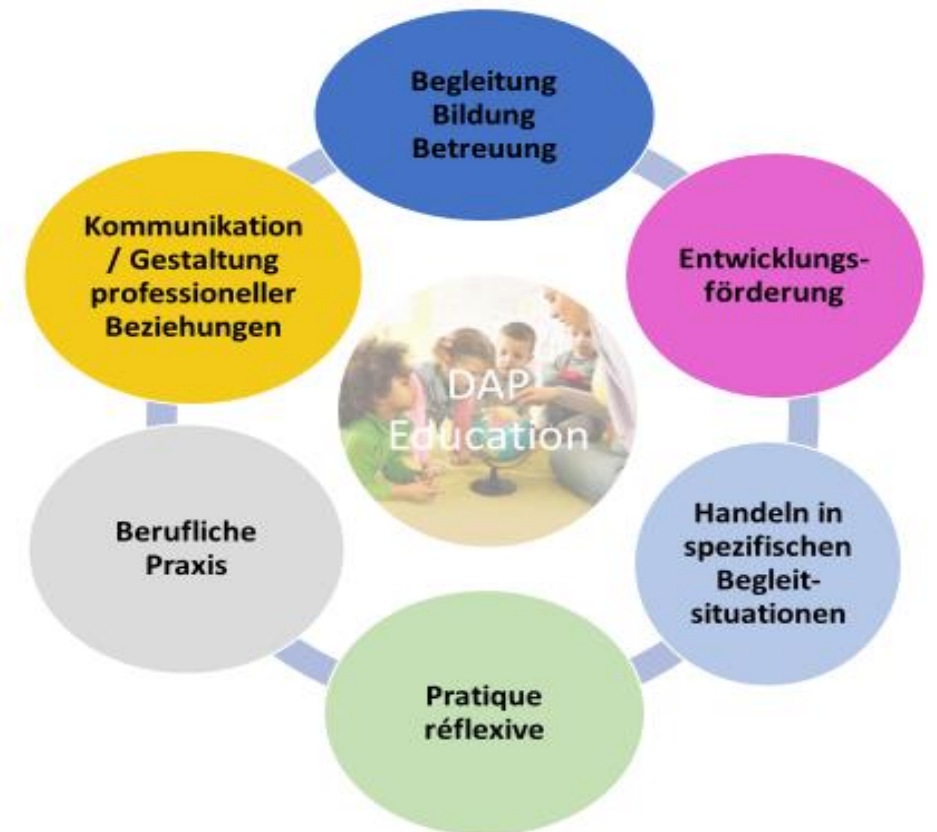 Begleitung
Bildung
Betreuung
Kommunikation
/ Gestaltung
professioneller
Beziehungen
Entwicklungs-
förderung
DAP
Education
Berufliche
Praxis
Handeln in
spezifischen
Begleit-
situationen
Pratique
réflexive